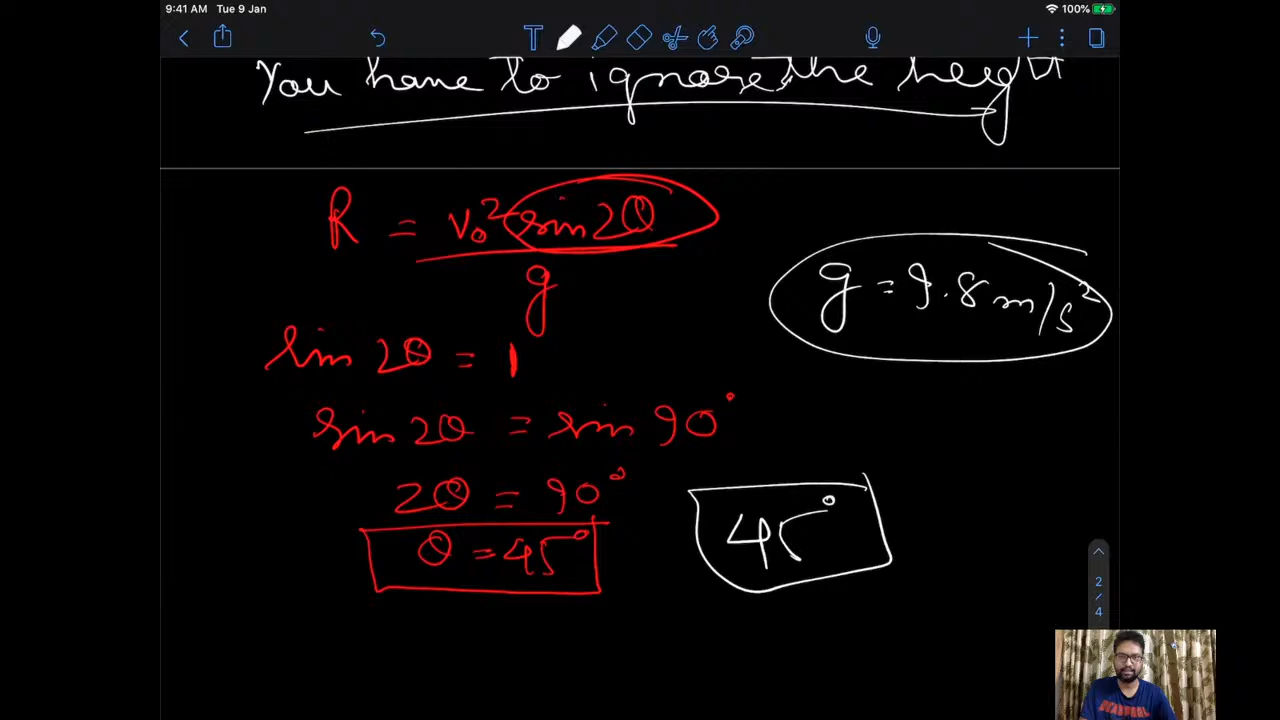 9:41 AM Tue 9 Jan
100%
You have to ignore, the height
R = v₀² sin 2θ
g
g = 9.8 m/s²
sin 2θ = 1
sin 2θ = sin 90°
2θ = 90°
θ = 45°
45°
2
/
4